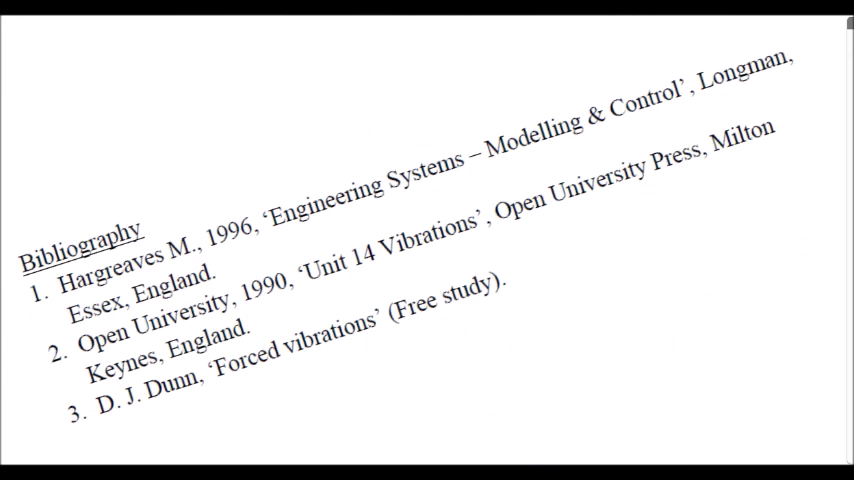 Bibliography
1. Hargreaves M., 1996, ‘Engineering Systems – Modelling & Control’, Longman,
Essex, England.
2. Open University, 1990, ‘Unit 14 Vibrations’, Open University Press, Milton
Keynes, England.
3. D. J. Dunn, ‘Forced vibrations’ (Free study).